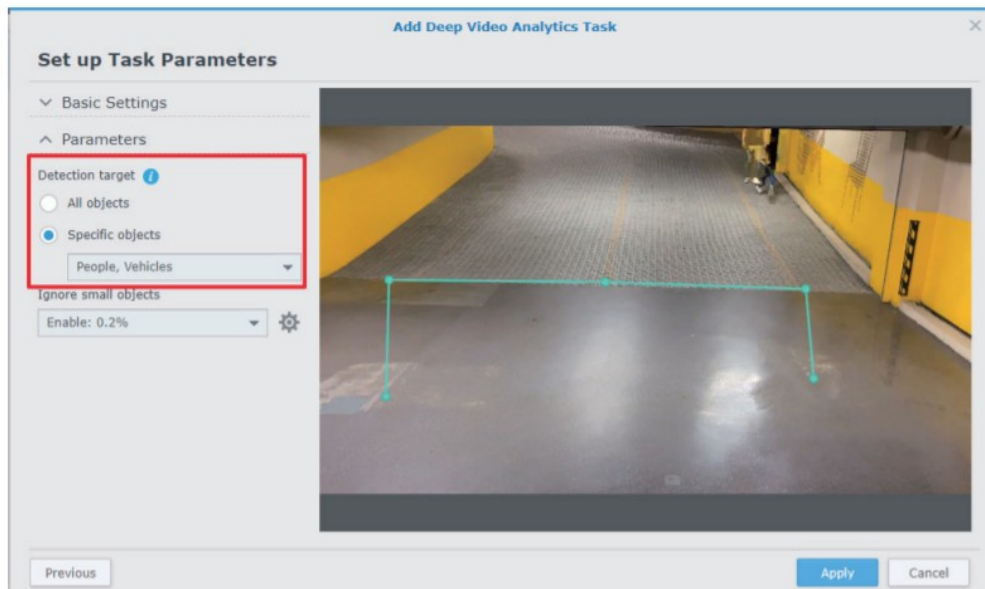 Add Deep Video Analytics Task
Set up Task Parameters
Basic Settings
Parameters
Detection target
All objects
Specific objects
People, Vehicles
Ignore small objects
Enable: 0.2%
Previous
Apply
Cancel